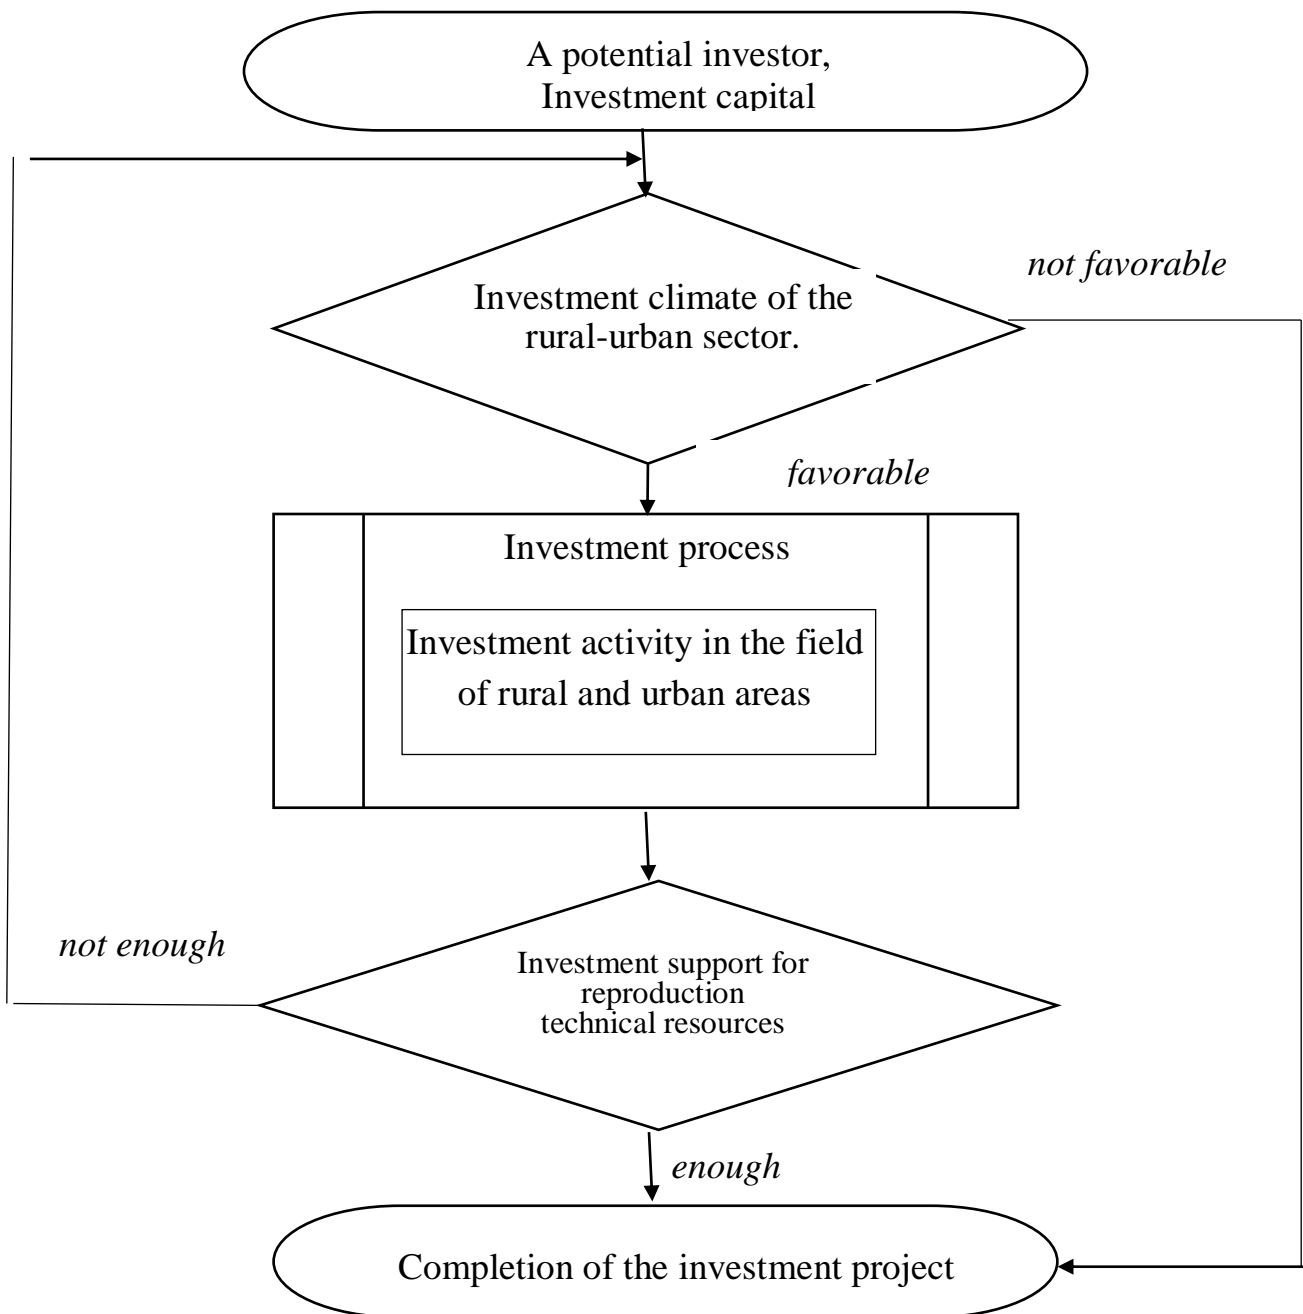 A potential investor,
Investment capital
not favorable
Investment climate of the
rural-urban sector.
favorable
Investment process
Investment activity in the field
of rural and urban areas
not enough
Investment support for
reproduction
technical resources
enough
Completion of the investment project